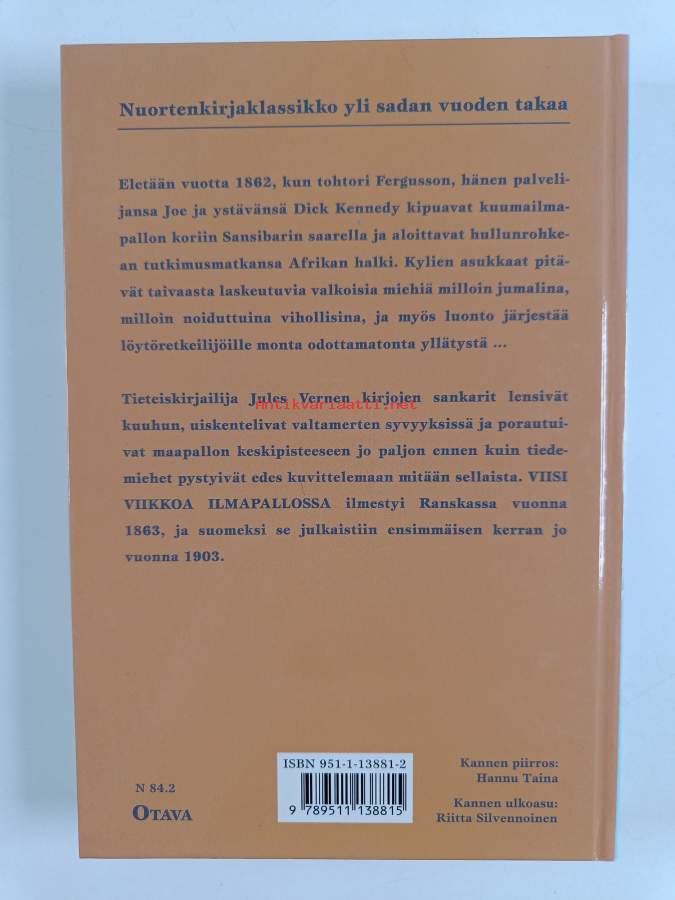 Nuortenkirjaklassikko yli sadan vuoden takaa
Eletään vuotta 1862, kun tohtori Fergusson, hänen palveli-
jansa Joe ja ystävänsä Dick Kennedy kipuavat kuumailma-
pallon koriin Sansibarin saarella ja aloittavat hullunrohke-
an tutkimusmatkansa Afrikan halki. Kylien asukkaat pitä-
vät taivaasta laskeutuvia valkoisia miehiä milloin jumalina,
milloin noiduttuina vihollisina, ja myös luonto järjestää
löytöretkeilijöille monta odottamatonta yllätystä ...
Tieteiskirjailija Jules Vernen kirjojen sankarit lensivät
Antikvariaatti.net
kuuhun, uiskentelivat valtamerten syvyyksissä ja porautui-
vat maapallon keskipisteeseen jo paljon ennen kuin tiede-
miehet pystyivät edes kuvittelemaan mitään sellaista. VIISI
VIIKKOA ILMAPALLOSSA ilmestyi Ranskassa vuonna
1863, ja suomeksi se julkaistiin ensimmäisen kerran jo
vuonna 1903.
N 84.2
OTAVA
ISBN 951-1-13881-2
9 789511 138815
Kannen piirros:
Hannu Taina
Kannen ulkoasu:
Riitta Silvennoinen